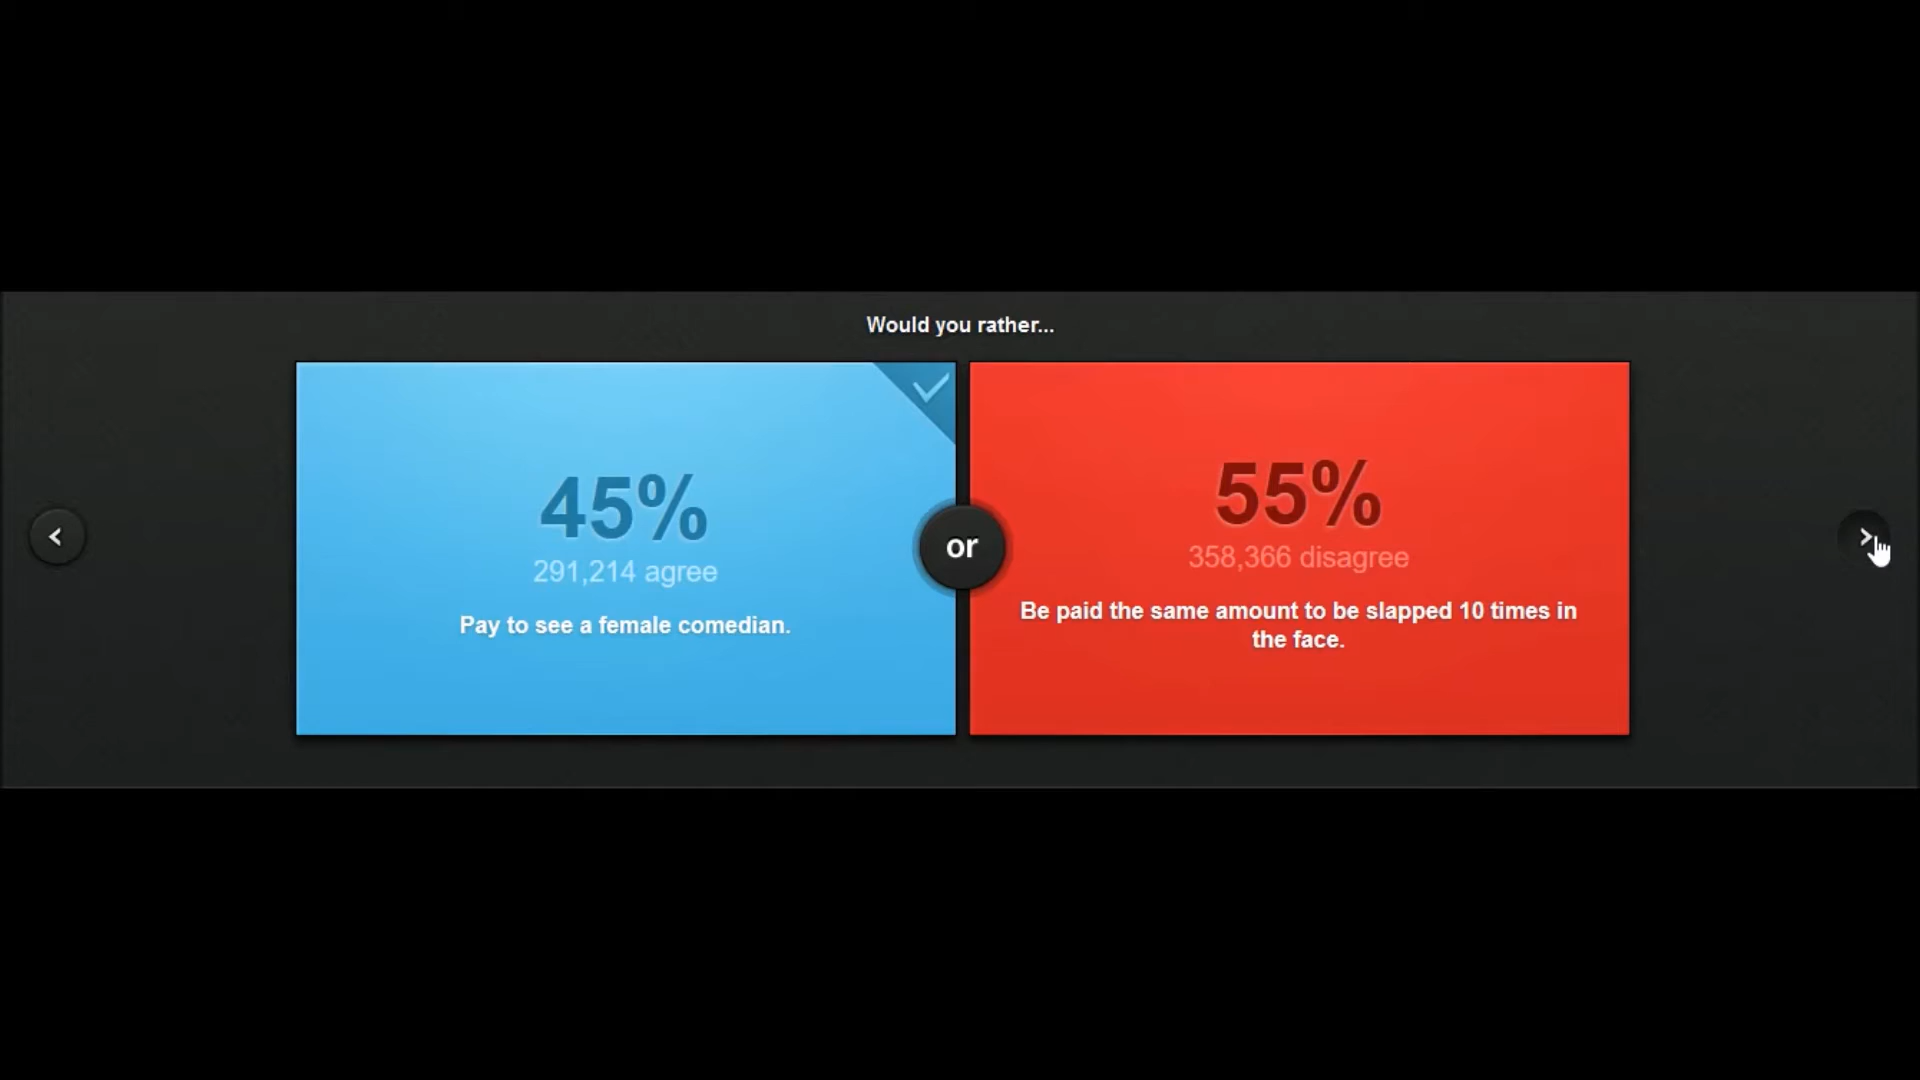 Would you rather...
45%
291,214 agree
Pay to see a female comedian.
or
55%
358,366 disagree
Be paid the same amount to be slapped 10 times in
the face.